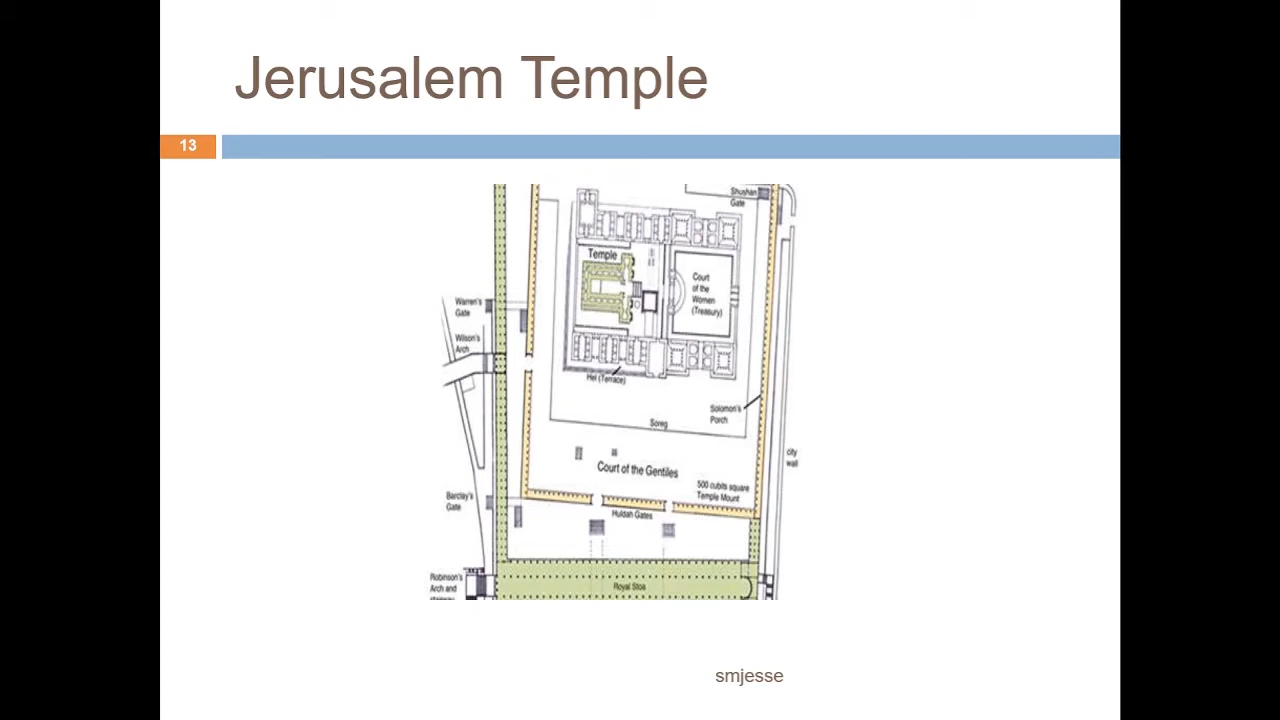 Jerusalem Temple
13
Shushan
Gate
Temple
Court
of the
Women
(Treasury)
Warren's
Gate
Wilson's
Arch
Hel (Terrace)
Solomon's
Porch
Soreg
city
wall
Court of the Gentiles
500 cubits square
Temple Mount
Barclay's
Gate
Huldah Gates
Robinson's
Arch and
Royal Stoa
smjesse